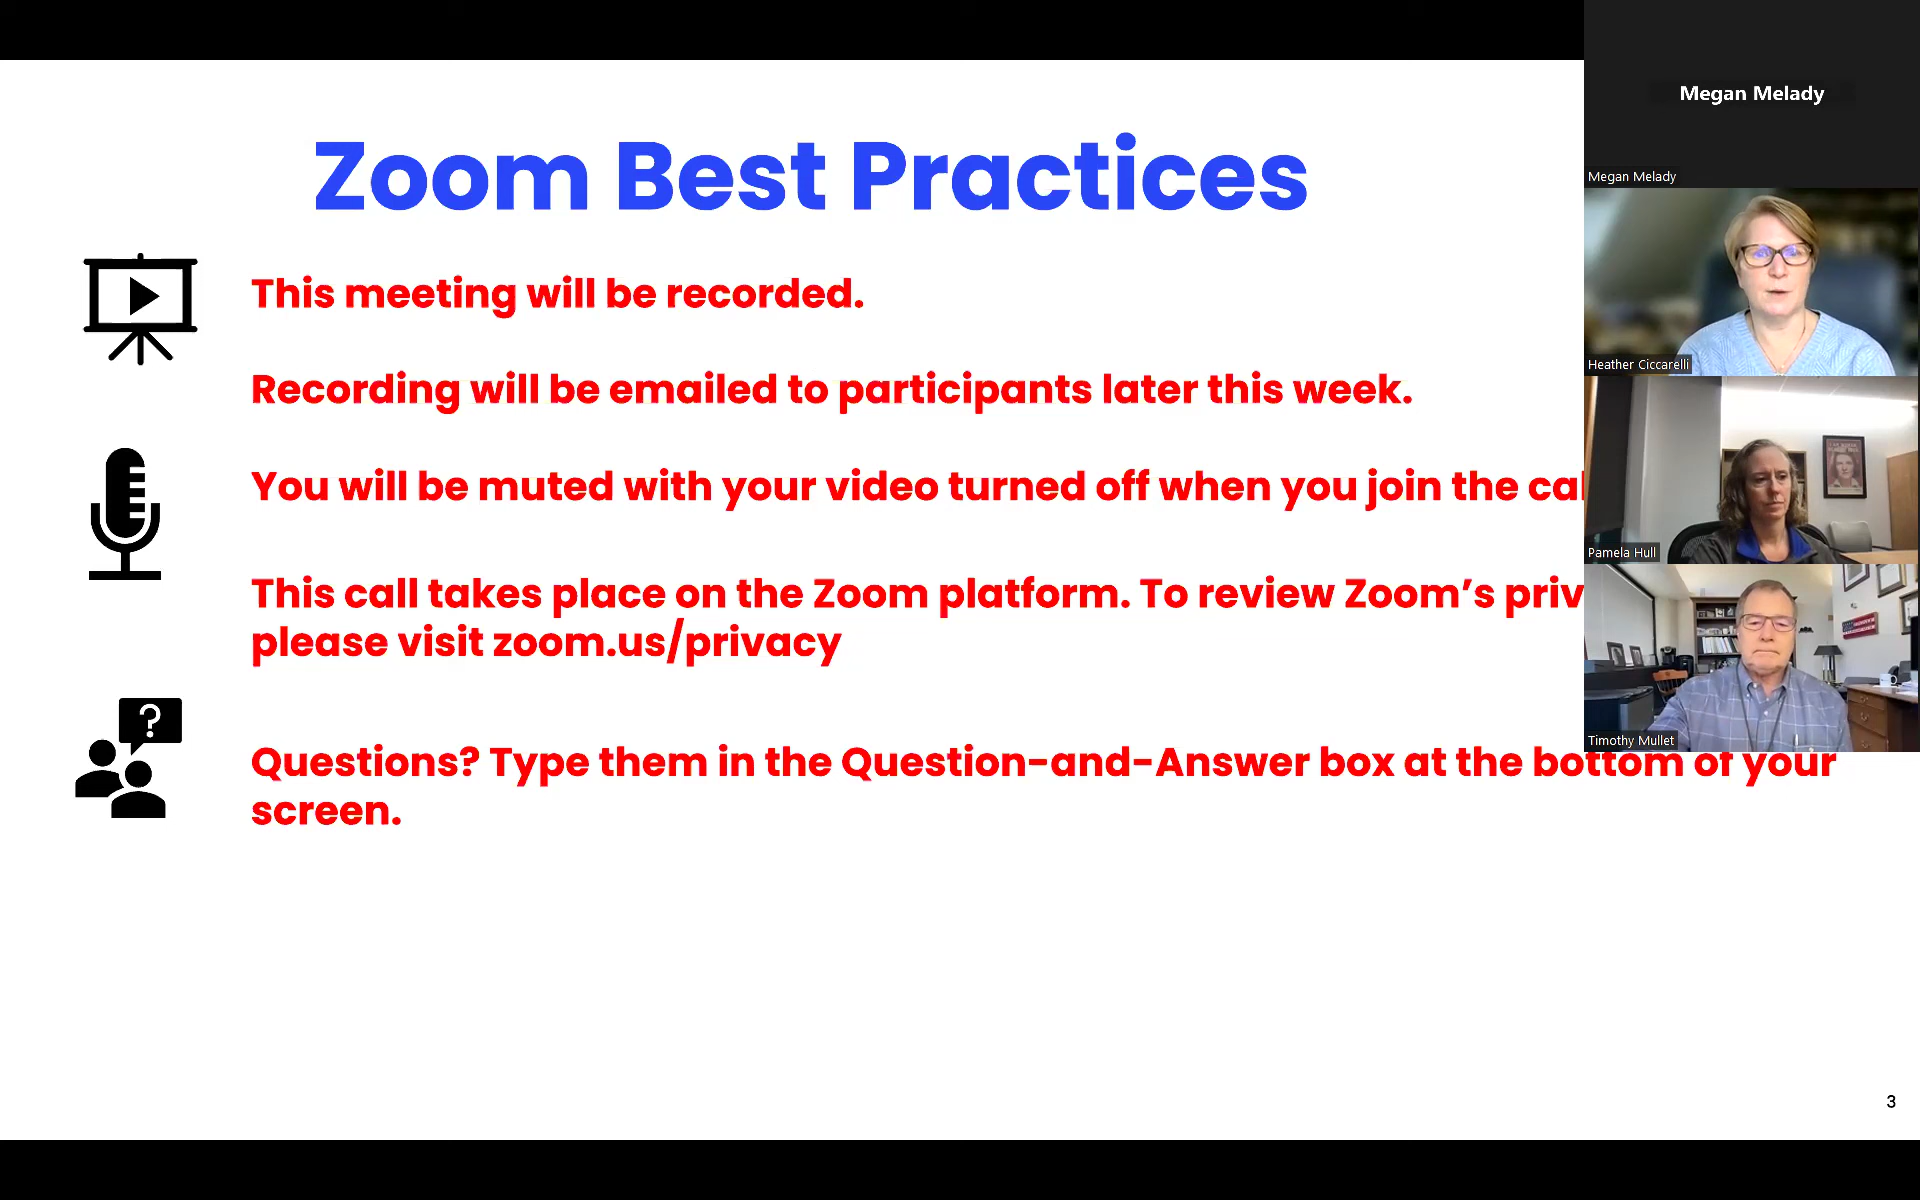 Zoom Best Practices
This meeting will be recorded.
Recording will be emailed to participants later this week.
You will be muted with your video turned off when you join the
This call takes place on the Zoom platform. To review Zoom’s
please visit zoom.us/privacy
?
Questions? Type them in the Question-and-Answer box at the bottom of your
screen.
3
Megan Melady
Megan Melady
Heather Ciccarelli
Pamela Hull
Timothy Mullet